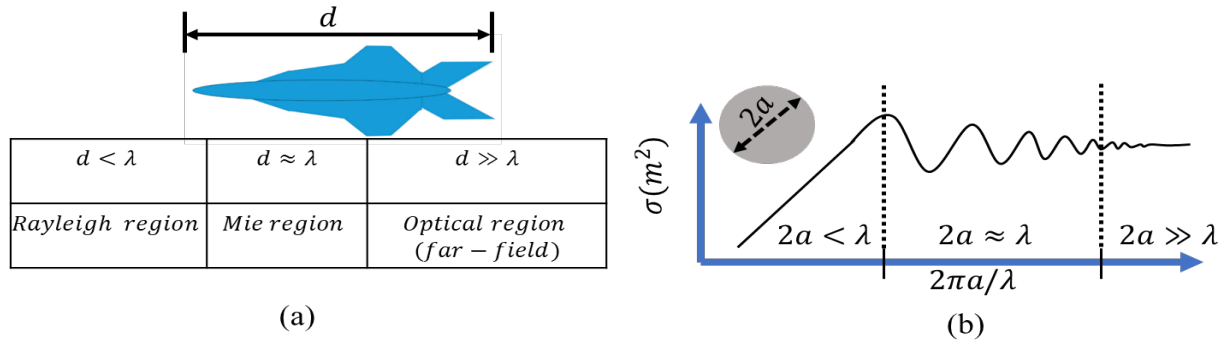 d
d < λ
d ≈ λ
d ≫ λ
Rayleigh region
Mie region
Optical region
(far − field)
(a)
2a
σ(m²)
2a < λ
2a ≈ λ
2a ≫ λ
2πa/λ
(b)